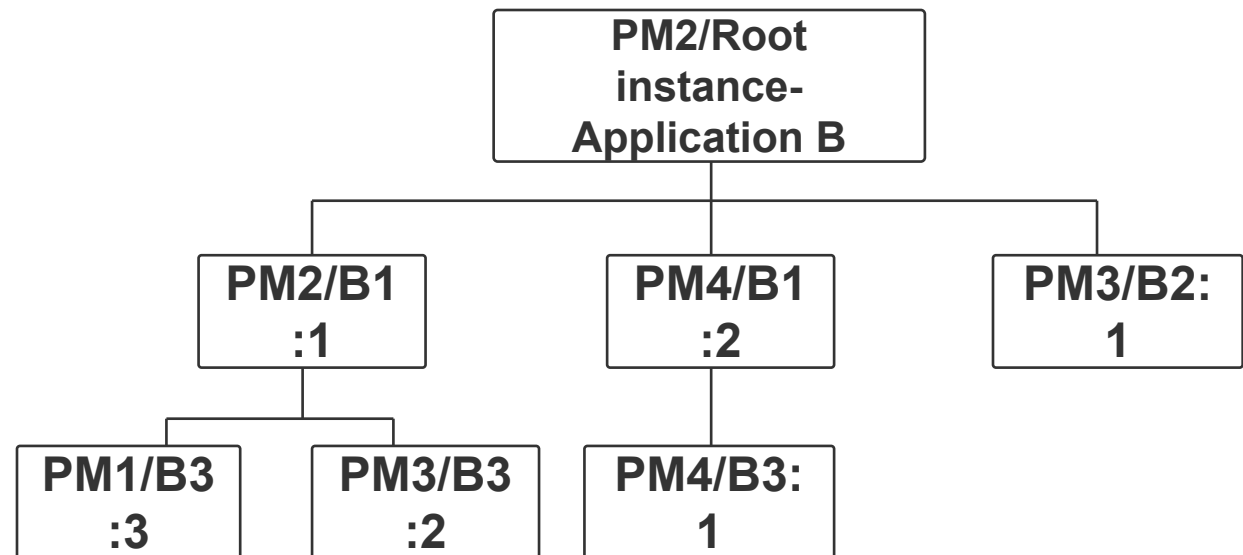 PM2/Root
instance-
Application B
PM2/B1
:1
PM4/B1
:2
PM3/B2:
1
PM1/B3
:3
PM3/B3
:2
PM4/B3:
1